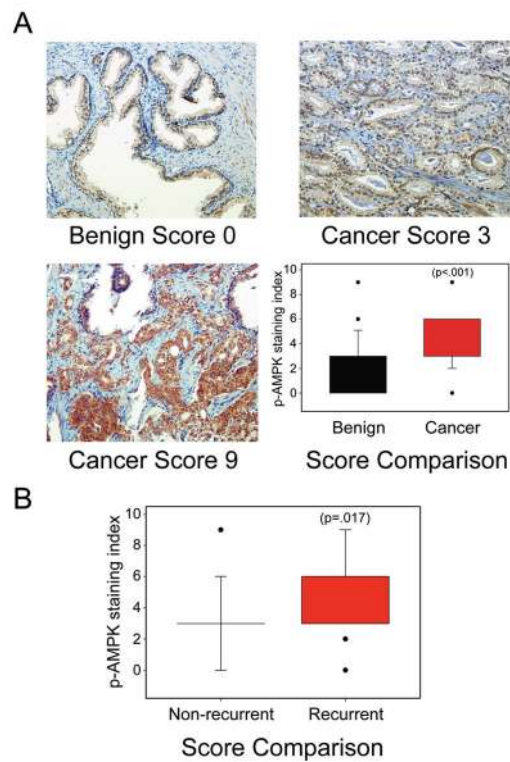 A
Benign Score 0
Cancer Score 3
Cancer Score 9
p-AMPK staining index
10
8
6
4
2
0
(p<.001)
Benign
Cancer
Score Comparison
B
p-AMPK staining index
10
8
6
4
2
0
(p=.017)
Non-recurrent
Recurrent
Score Comparison